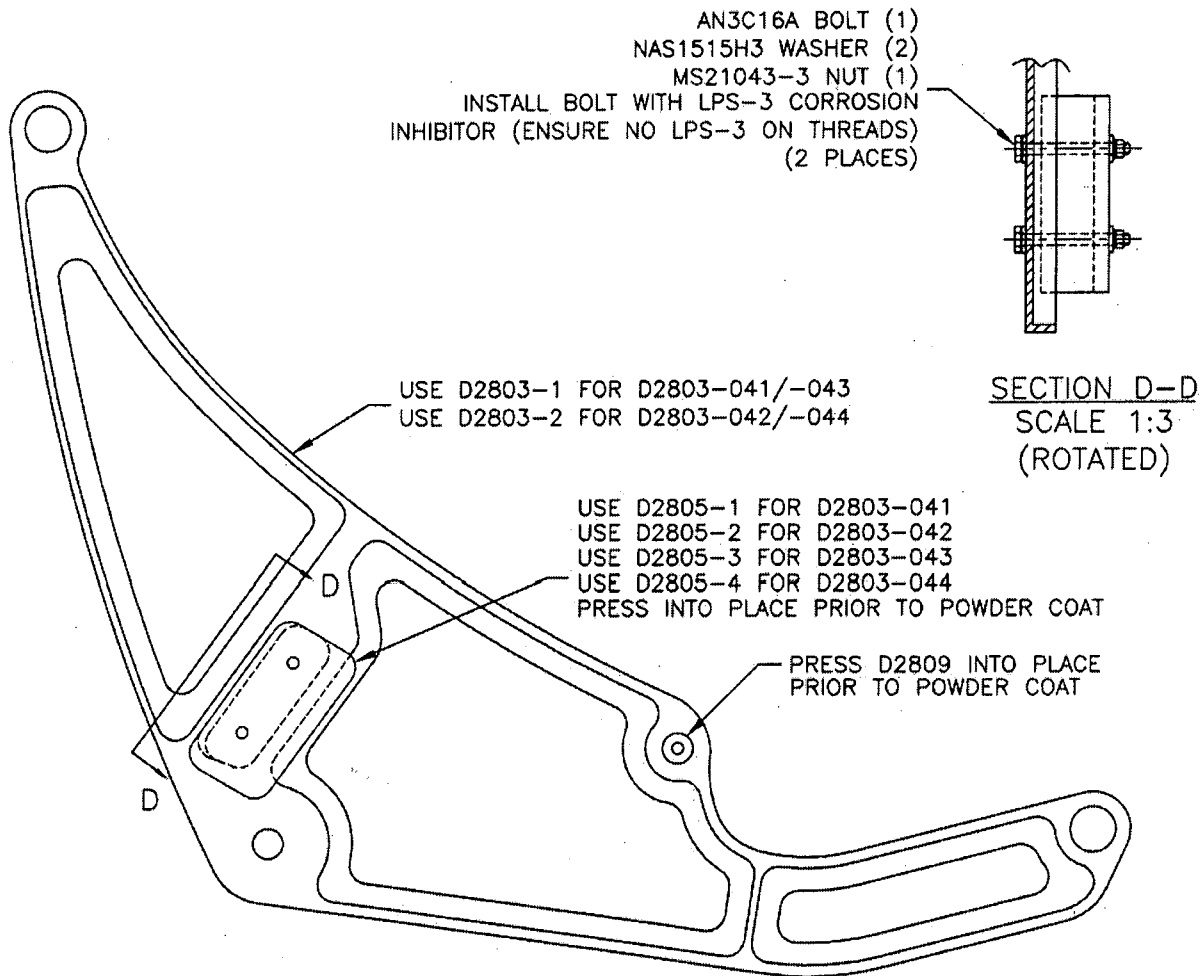 AN3C16A BOLT (1)
NAS1515H3 WASHER (2)
MS21043-3 NUT (1)
INSTALL BOLT WITH LPS-3 CORROSION
INHIBITOR (ENSURE NO LPS-3 ON THREADS)
(2 PLACES)
SECTION D-D
SCALE 1:3
(ROTATED)
USE D2803-1 FOR D2803-041/-043
USE D2803-2 FOR D2803-042/-044
USE D2805-1 FOR D2803-041
USE D2805-2 FOR D2803-042
USE D2805-3 FOR D2803-043
USE D2805-4 FOR D2803-044
PRESS INTO PLACE PRIOR TO POWDER COAT
D
PRESS D2809 INTO PLACE
PRIOR TO POWDER COAT
D